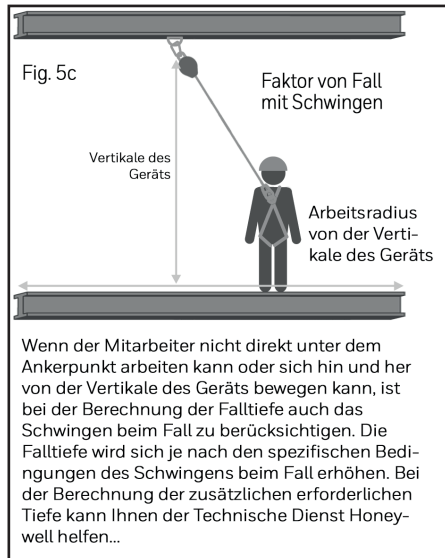 Fig. 5c
Faktor von Fall
mit Schwingen
Vertikale des
Geräts
Arbeitsradius
von der Verti-
kale des Geräts
Wenn der Mitarbeiter nicht direkt unter dem
Ankerpunkt arbeiten kann oder sich hin und her
von der Vertikale des Geräts bewegen kann, ist
bei der Berechnung der Falltiefe auch das
Schwingen beim Fall zu berücksichtigen. Die
Falltiefe wird sich je nach den spezifischen Bedi-
ngungen des Schwingens beim Fall erhöhen. Bei
der Berechnung der zusätzlichen erforderlichen
Tiefe kann Ihnen der Technische Dienst Honey-
well helfen...